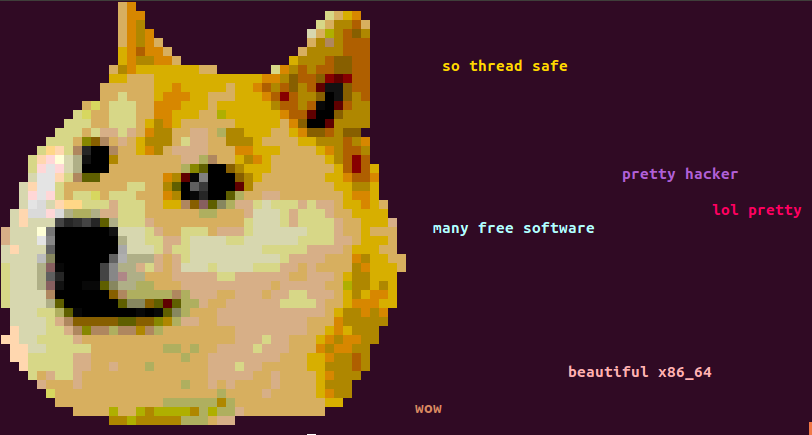 so thread safe
pretty hacker
lol pretty
many free software
beautiful x86_64
wow